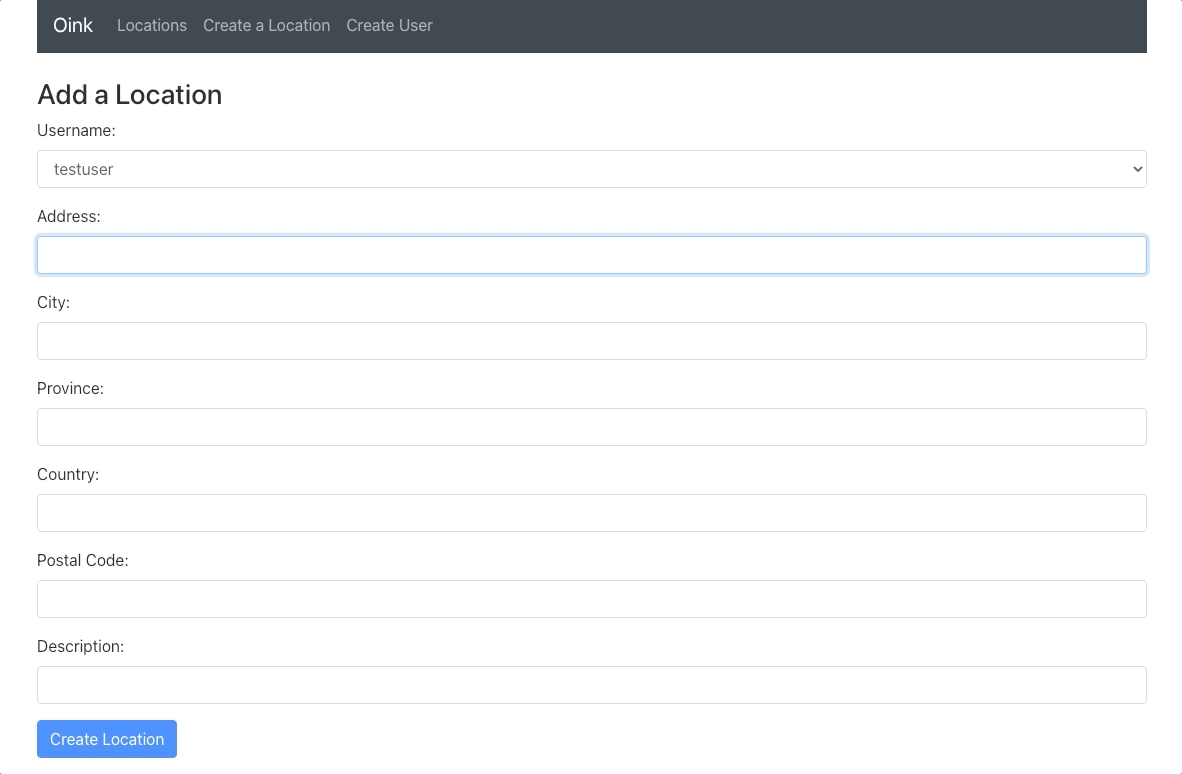 Oink Locations Create a Location Create User
Add a Location
Username:
testuser
Address:
City:
Province:
Country:
Postal Code:
Description:
Create Location